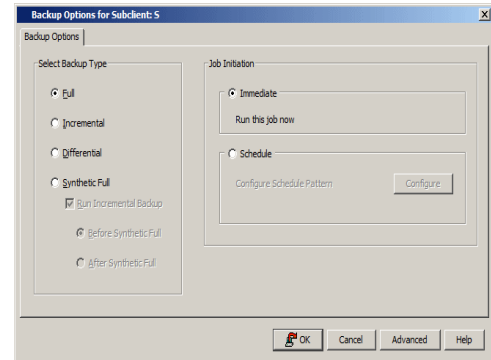 Backup Options for Subclient: S
Backup Options
Select Backup Type
Full
Incremental
Differential
Synthetic Full
Run Incremental Backup
Before Synthetic Full
After Synthetic Full
Job Initiation
Immediate
Run this job now
Schedule
Configure Schedule Pattern
Configure
OK
Cancel
Advanced
Help